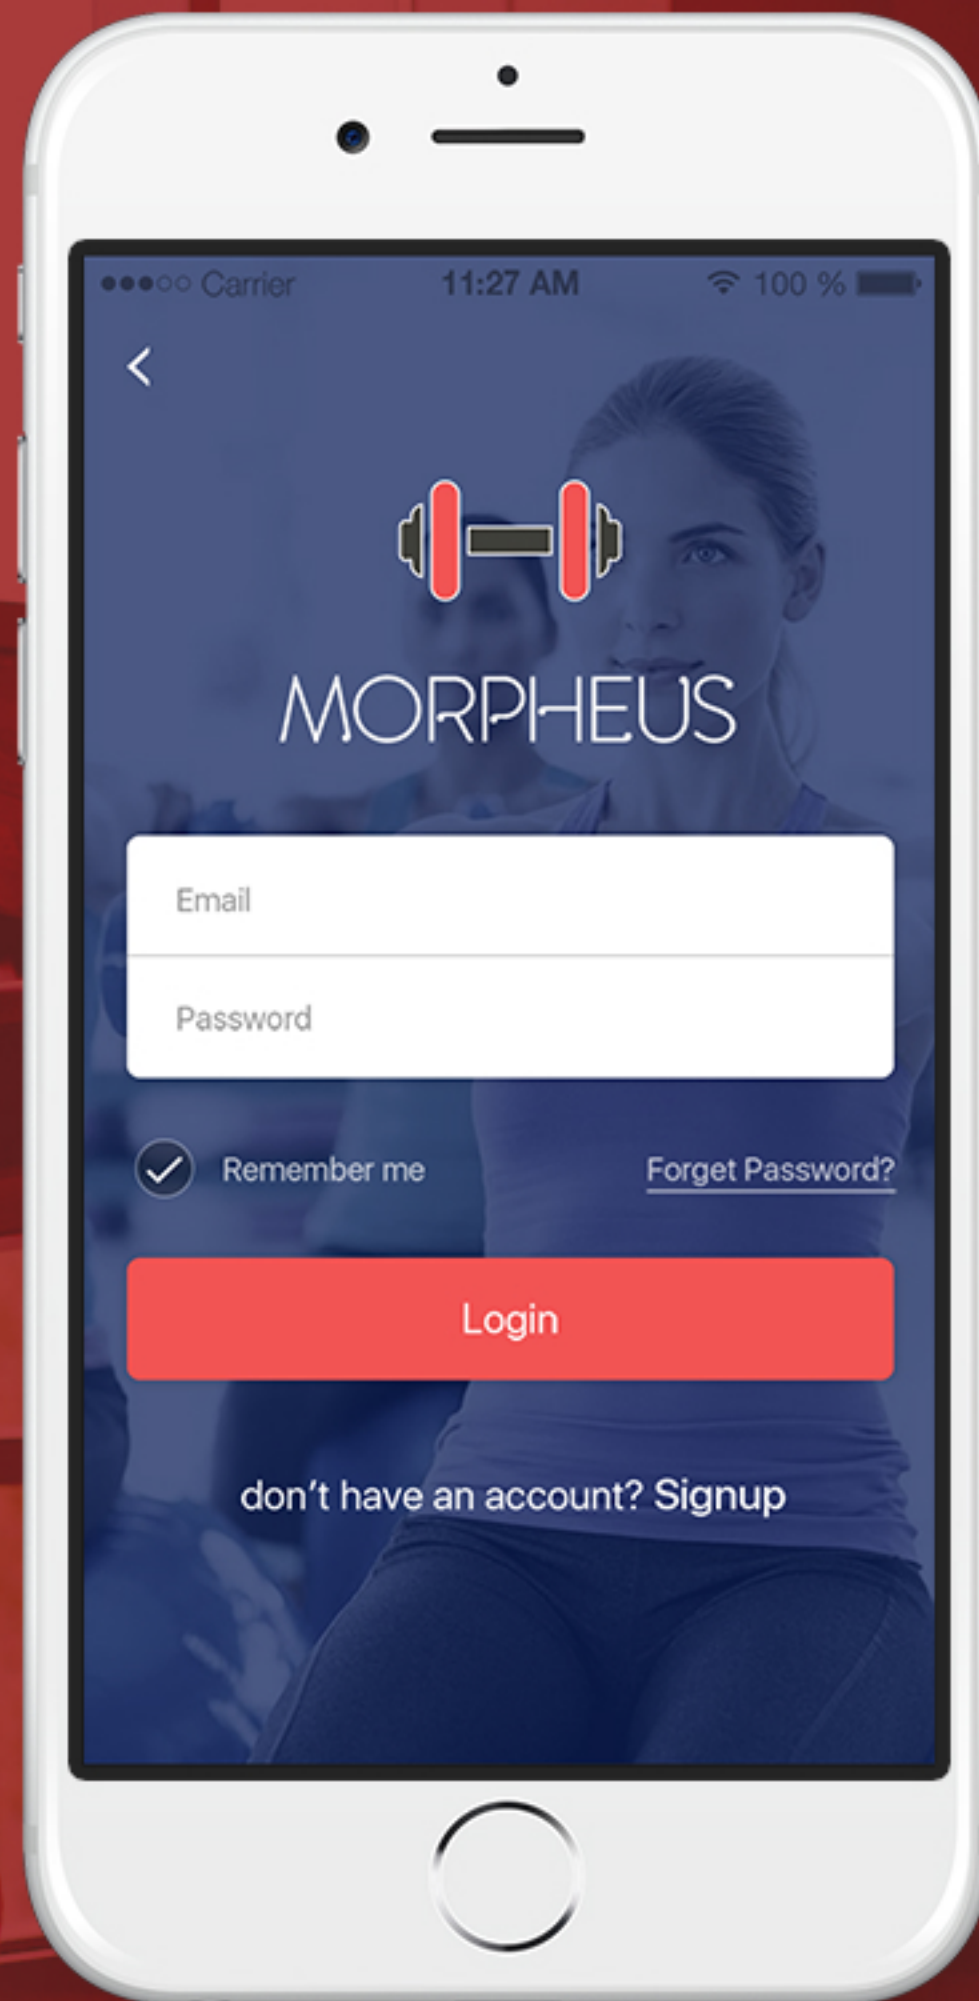 Carrier 11:27 AM 100 %
MORPHEUS
Email
Password
Remember me Forget Password?
Login
don't have an account? Signup